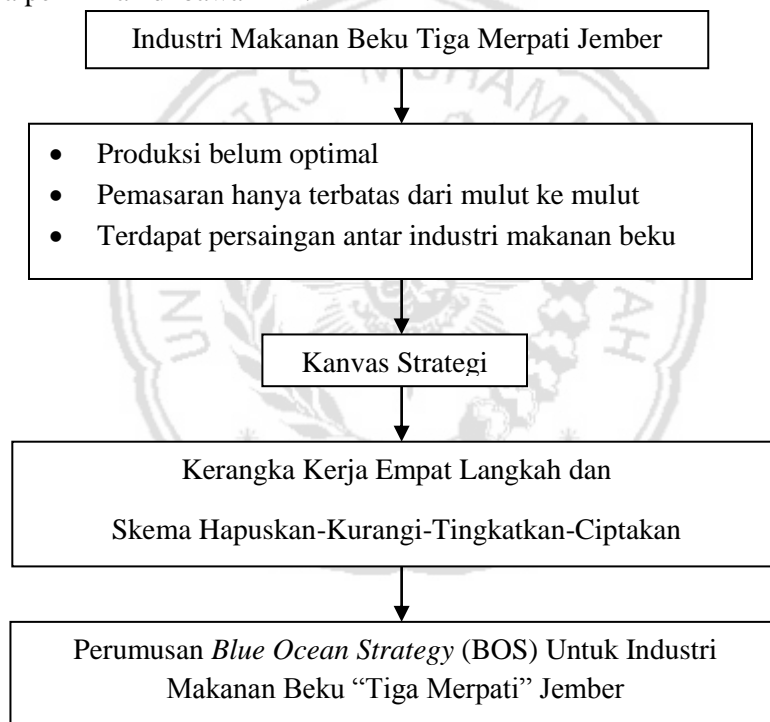 Industri Makanan Beku Tiga Merpati Jember
• Produksi belum optimal
• Pemasaran hanya terbatas dari mulut ke mulut
• Terdapat persaingan antar industri makanan beku
Kanvas Strategi
Kerangka Kerja Empat Langkah dan
Skema Hapuskan-Kurangi-Tingkatkan-Ciptakan
Perumusan Blue Ocean Strategy (BOS) Untuk Industri
Makanan Beku “Tiga Merpati” Jember